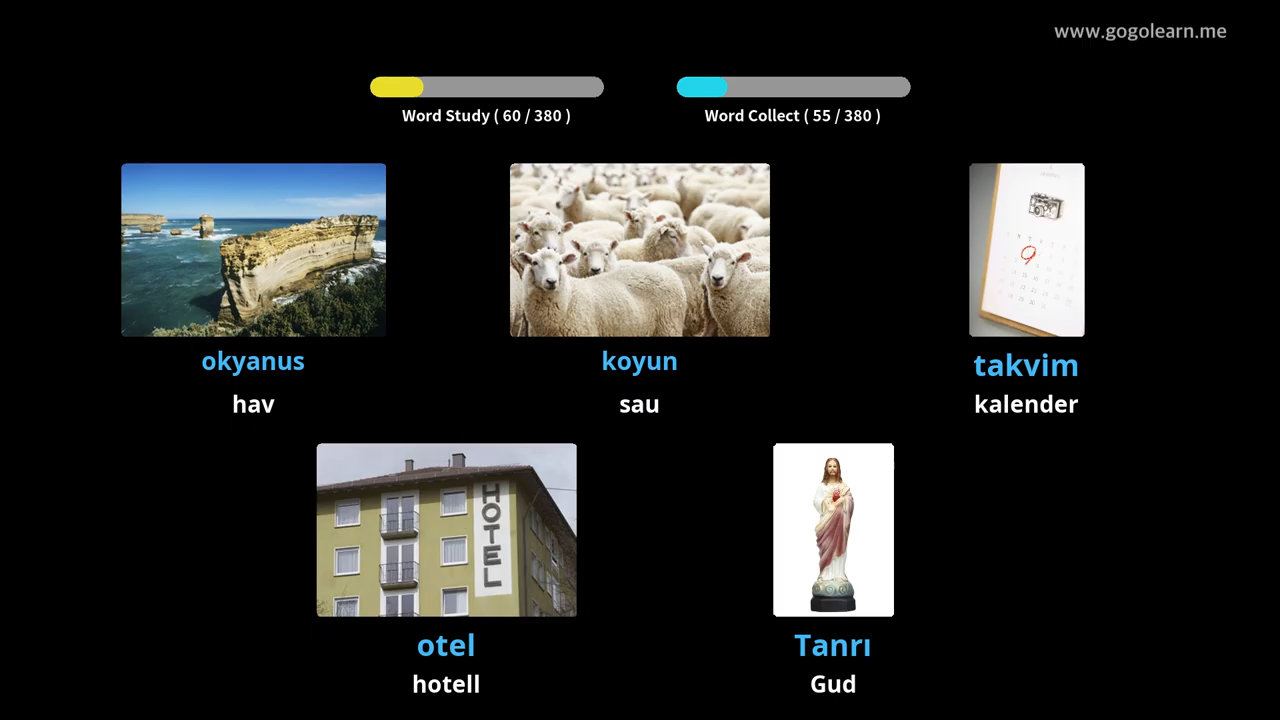 www.gogolearn.me
Word Study ( 60 / 380 )
Word Collect ( 55 / 380 )
okyanus
koyun
takvim
hav
sau
kalender
HOTEL
otel
Tanrı
hotell
Gud